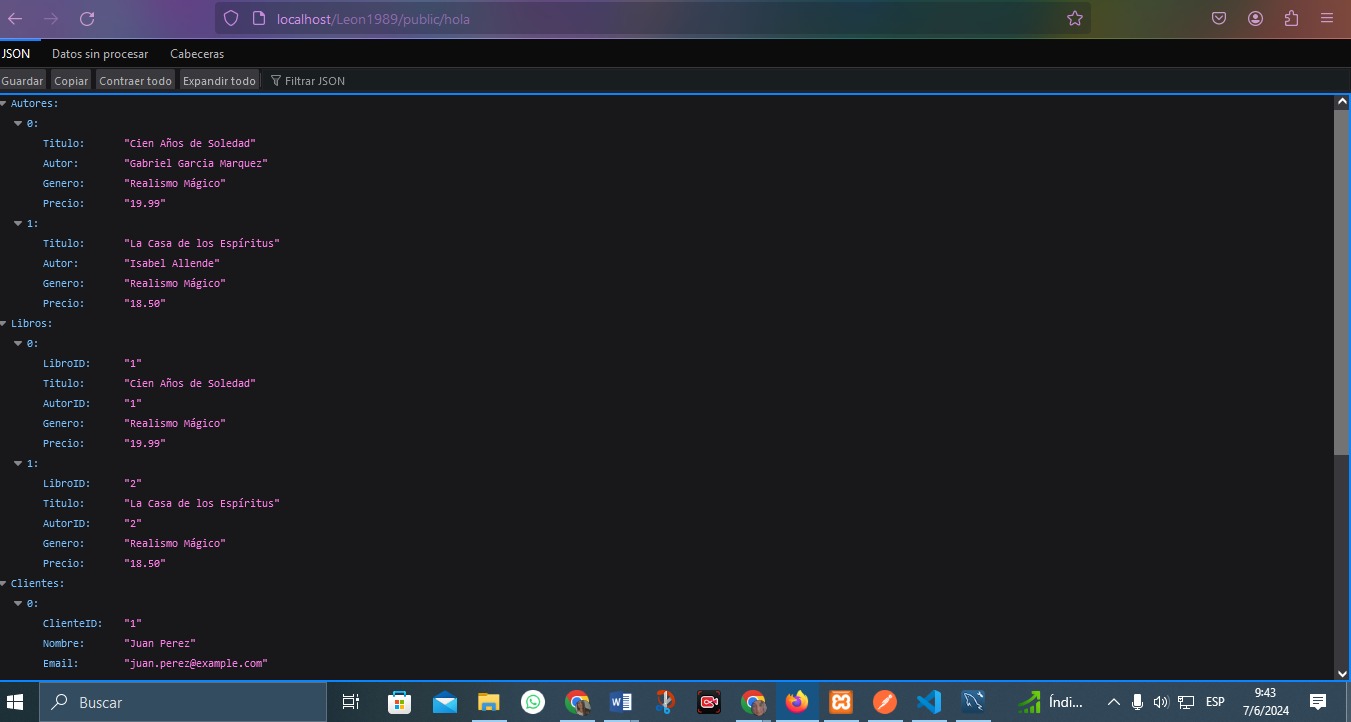 localhost/Leon1989/public/hola
JSON Datos sin procesar Cabeceras
Guardar Copiar Contraer todo Expandir todo Filtrar JSON
Autores:
0:
Titulo: "Cien Años de Soledad"
Autor: "Gabriel Garcia Marquez"
Genero: "Realismo Mágico"
Precio: "19.99"
1:
Titulo: "La Casa de los Espíritus"
Autor: "Isabel Allende"
Genero: "Realismo Mágico"
Precio: "18.50"
Libros:
0:
LibroID: "1"
Titulo: "Cien Años de Soledad"
AutorID: "1"
Genero: "Realismo Mágico"
Precio: "19.99"
1:
LibroID: "2"
Titulo: "La Casa de los Espíritus"
AutorID: "2"
Genero: "Realismo Mágico"
Precio: "18.50"
Clientes:
0:
ClienteID: "1"
Nombre: "Juan Perez"
Email: "juan.perez@example.com"
Buscar Índi... ESP 9:43
7/6/2024